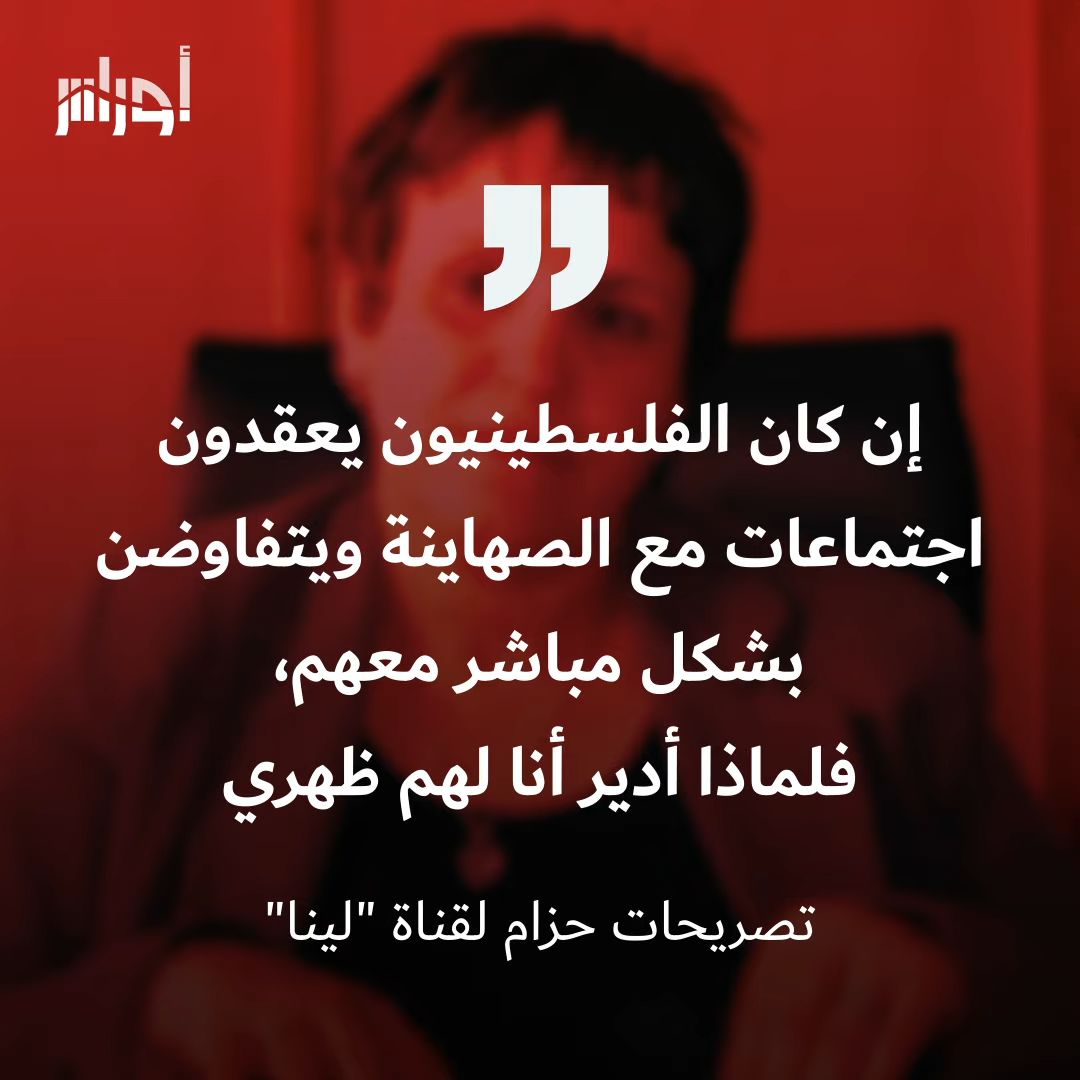 أوراس
إن كان الفلسطينيون يعقدون
اجتماعات مع الصهاينة ويتفاوضن
بشكل مباشر معهم،
فلماذا أدير أنا لهم ظهري
تصريحات حزام لقناة "لينا"